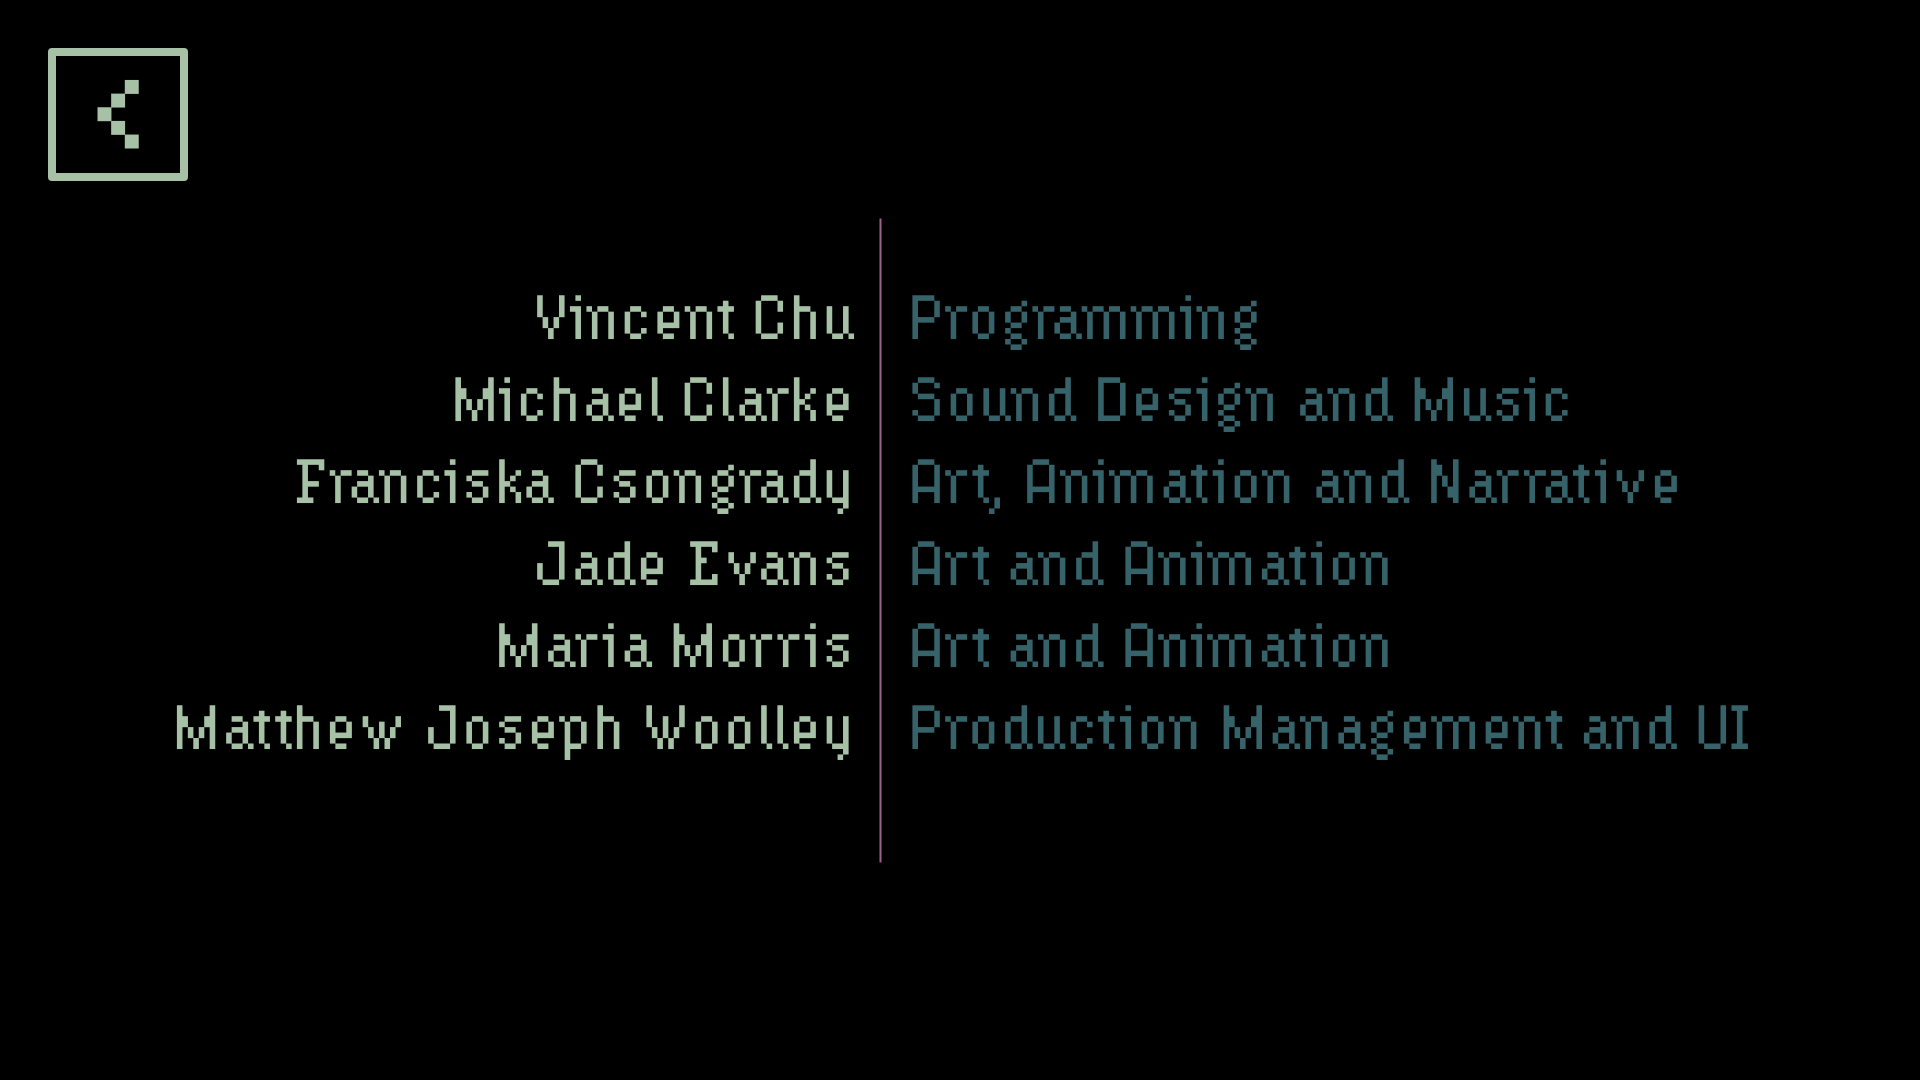 Vincent Chu Programming
Michael Clarke Sound Design and Music
Franciska Csongrady Art, Animation and Narrative
Jade Evans Art and Animation
Maria Morris Art and Animation
Matthew Joseph Woolley Production Management and UI